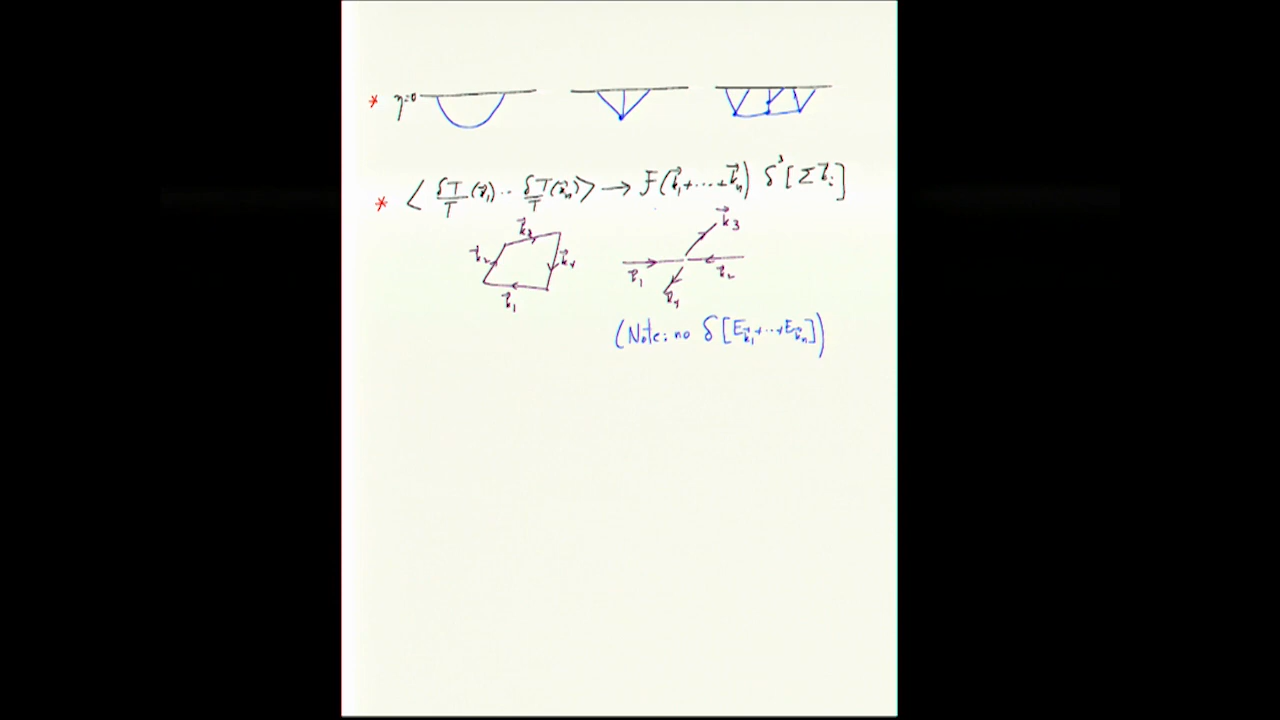 * η=0
* ⟨ δT/T (k⃗₁) ·· δT/T (k⃗ₙ) ⟩ → F(k⃗₁+⋯+k⃗ₙ) δ³[Σk⃗ᵢ]
k⃗₂ k⃗₃ k⃗₄ k⃗₁
k⃗₁ k⃗₃ k⃗₂ k⃗₄
(Note: no δ[E_k⃗₁+⋯+E_k⃗ₙ])